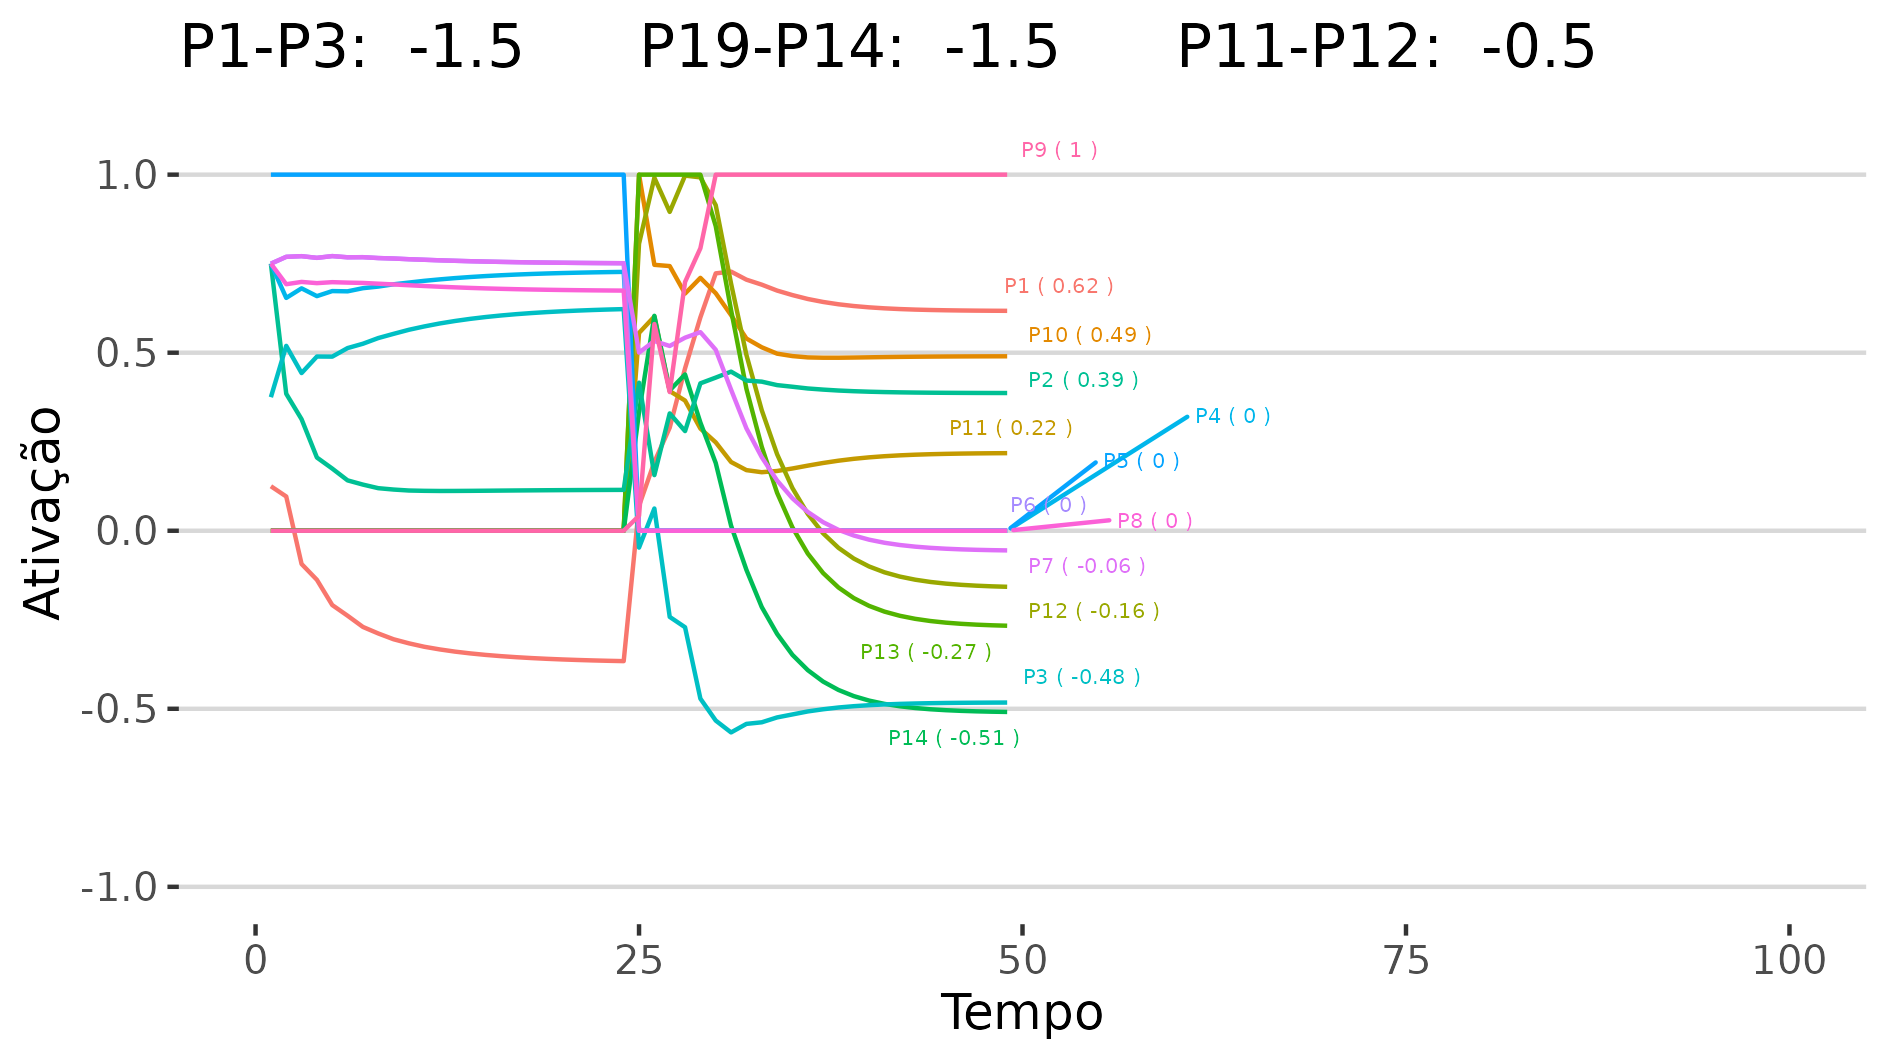 P1-P3: -1.5 P19-P14: -1.5 P11-P12: -0.5
P9 ( 1 )
1.0
P1 ( 0.62 )
P10 ( 0.49 )
0.5
P2 ( 0.39 )
P4 ( 0 )
P11 ( 0.22 )
P5 ( 0 )
P6 ( 0 )
P8 ( 0 )
0.0
P7 ( -0.06 )
P12 ( -0.16 )
P13 ( -0.27 )
P3 ( -0.48 )
-0.5
P14 ( -0.51 )
-1.0
Ativação
0 25 50 75 100
Tempo